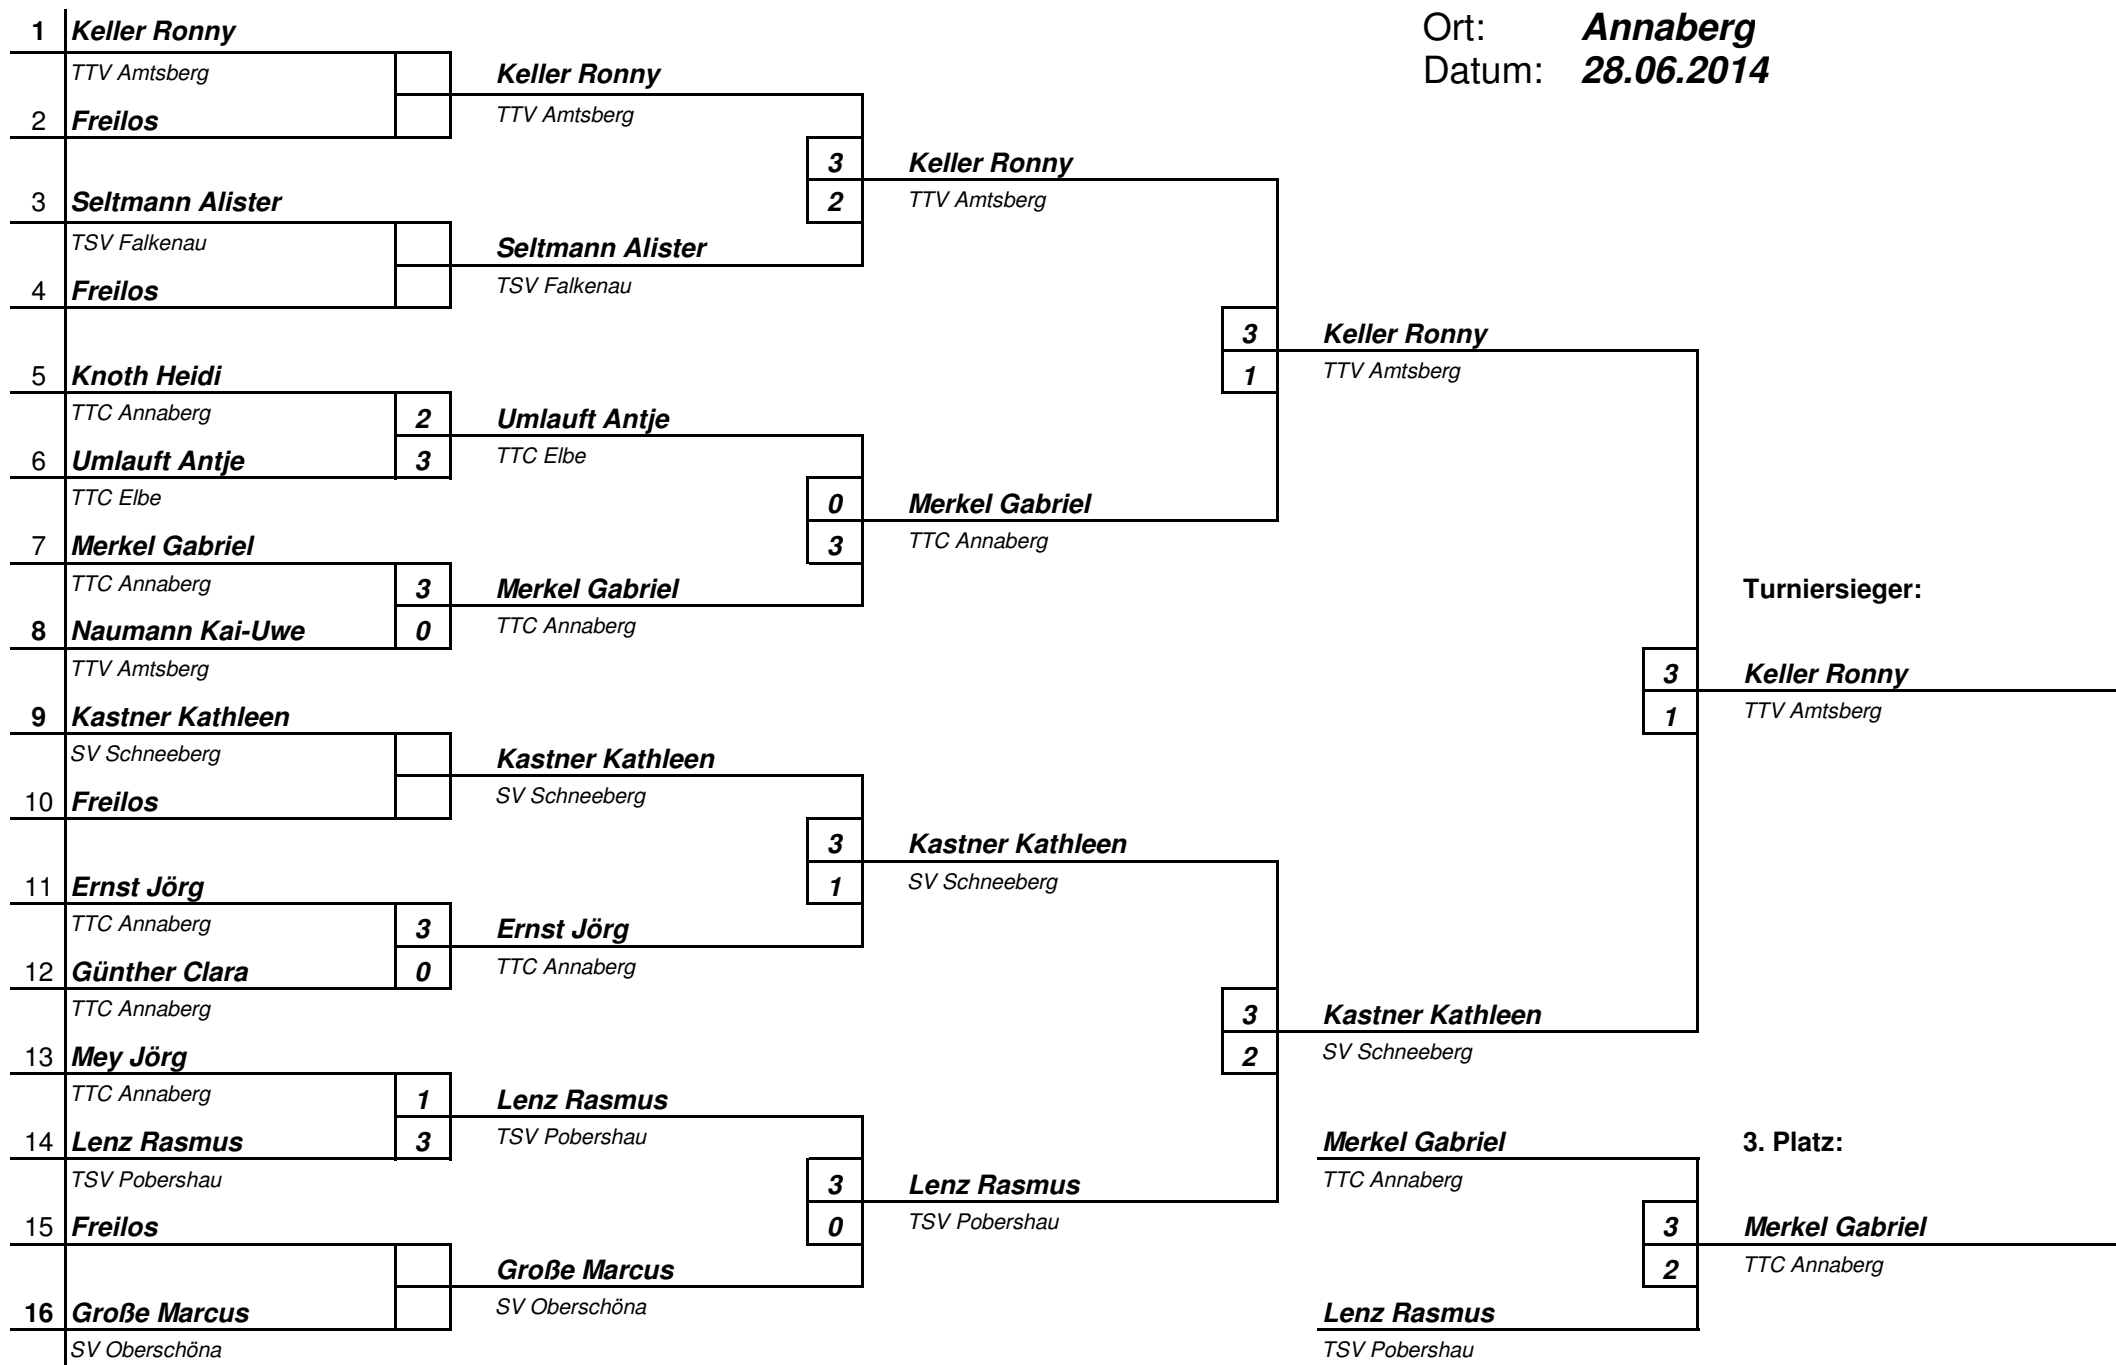 Ort: Annaberg
Datum: 28.06.2014
1 Keller Ronny
TTV Amtsberg
2 Freilos
3 Seltmann Alister
TSV Falkenau
4 Freilos
5 Knoth Heidi
TTC Annaberg 2
6 Umlauft Antje 3
TTC Elbe
7 Merkel Gabriel
TTC Annaberg 3
8 Naumann Kai-Uwe 0
TTV Amtsberg
9 Kastner Kathleen
SV Schneeberg
10 Freilos
11 Ernst Jörg
TTC Annaberg 3
12 Günther Clara 0
TTC Annaberg
13 Mey Jörg
TTC Annaberg 1
14 Lenz Rasmus 3
TSV Pobershau
15 Freilos
16 Große Marcus
SV Oberschöna
Keller Ronny
TTV Amtsberg
3
2
Seltmann Alister
TSV Falkenau
Umlauft Antje
TTC Elbe
0
3
Merkel Gabriel
TTC Annaberg
Kastner Kathleen
SV Schneeberg
3
1
Ernst Jörg
TTC Annaberg
Lenz Rasmus
TSV Pobershau
3
0
Große Marcus
SV Oberschöna
Keller Ronny
TTV Amtsberg
3
1
Merkel Gabriel
TTC Annaberg
Kastner Kathleen
SV Schneeberg
3
2
Lenz Rasmus
TSV Pobershau
Keller Ronny
TTV Amtsberg
3
1
Kastner Kathleen
SV Schneeberg
Turniersieger:
Keller Ronny
TTV Amtsberg
Merkel Gabriel
TTC Annaberg
3
2
Lenz Rasmus
TSV Pobershau
3. Platz:
Merkel Gabriel
TTC Annaberg